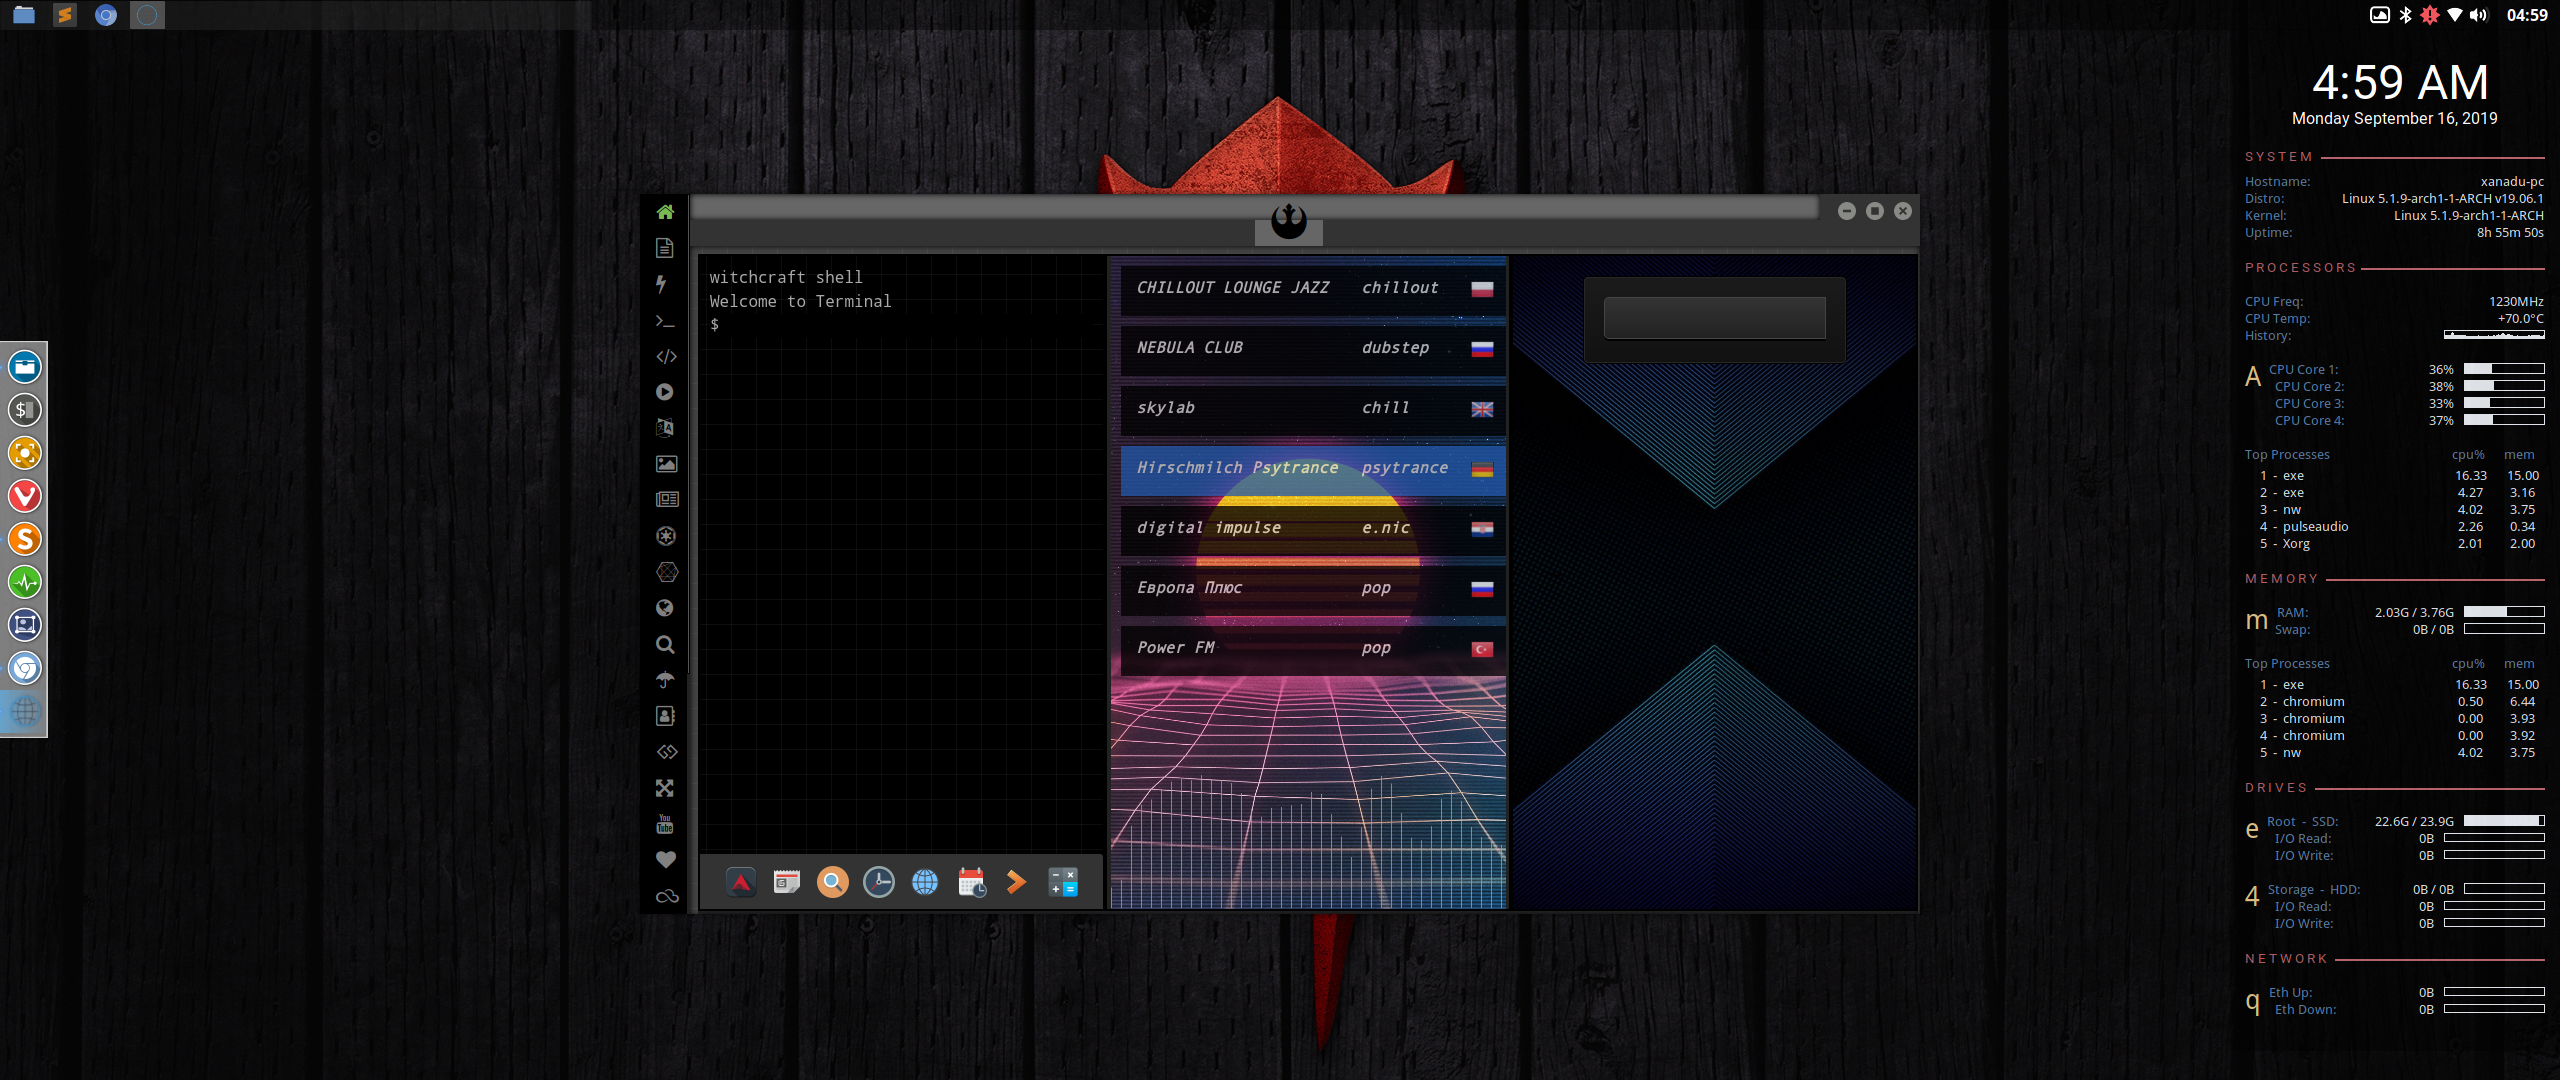 04:59
4:59 AM
Monday September 16, 2019
witchcraft shell
Welcome to Terminal
$
CHILLOUT LOUNGE JAZZ chillout
NEBULA CLUB dubstep
skylab chill
Hirschmilch Psytrance psytrance
digital impulse e.nic
Европа Плюс pop
Power FM pop
You
Tube
SYSTEM
Hostname: xanadu-pc
Distro: Linux 5.1.9-arch1-1-ARCH v19.06.1
Kernel: Linux 5.1.9-arch1-1-ARCH
Uptime: 8h 55m 50s
PROCESSORS
CPU Freq: 1230MHz
CPU Temp: +70.0°C
History:
A CPU Core 1: 36%
CPU Core 2: 38%
CPU Core 3: 33%
CPU Core 4: 37%
Top Processes cpu% mem
1 - exe 16.33 15.00
2 - exe 4.27 3.16
3 - nw 4.02 3.75
4 - pulseaudio 2.26 0.34
5 - Xorg 2.01 2.00
MEMORY
m RAM: 2.03G / 3.76G
Swap: 0B / 0B
Top Processes cpu% mem
1 - exe 16.33 15.00
2 - chromium 0.50 6.44
3 - chromium 0.00 3.93
4 - chromium 0.00 3.92
5 - nw 4.02 3.75
DRIVES
e Root - SSD: 22.6G / 23.9G
I/O Read: 0B
I/O Write: 0B
4 Storage - HDD: 0B / 0B
I/O Read: 0B
I/O Write: 0B
NETWORK
q Eth Up: 0B
Eth Down: 0B